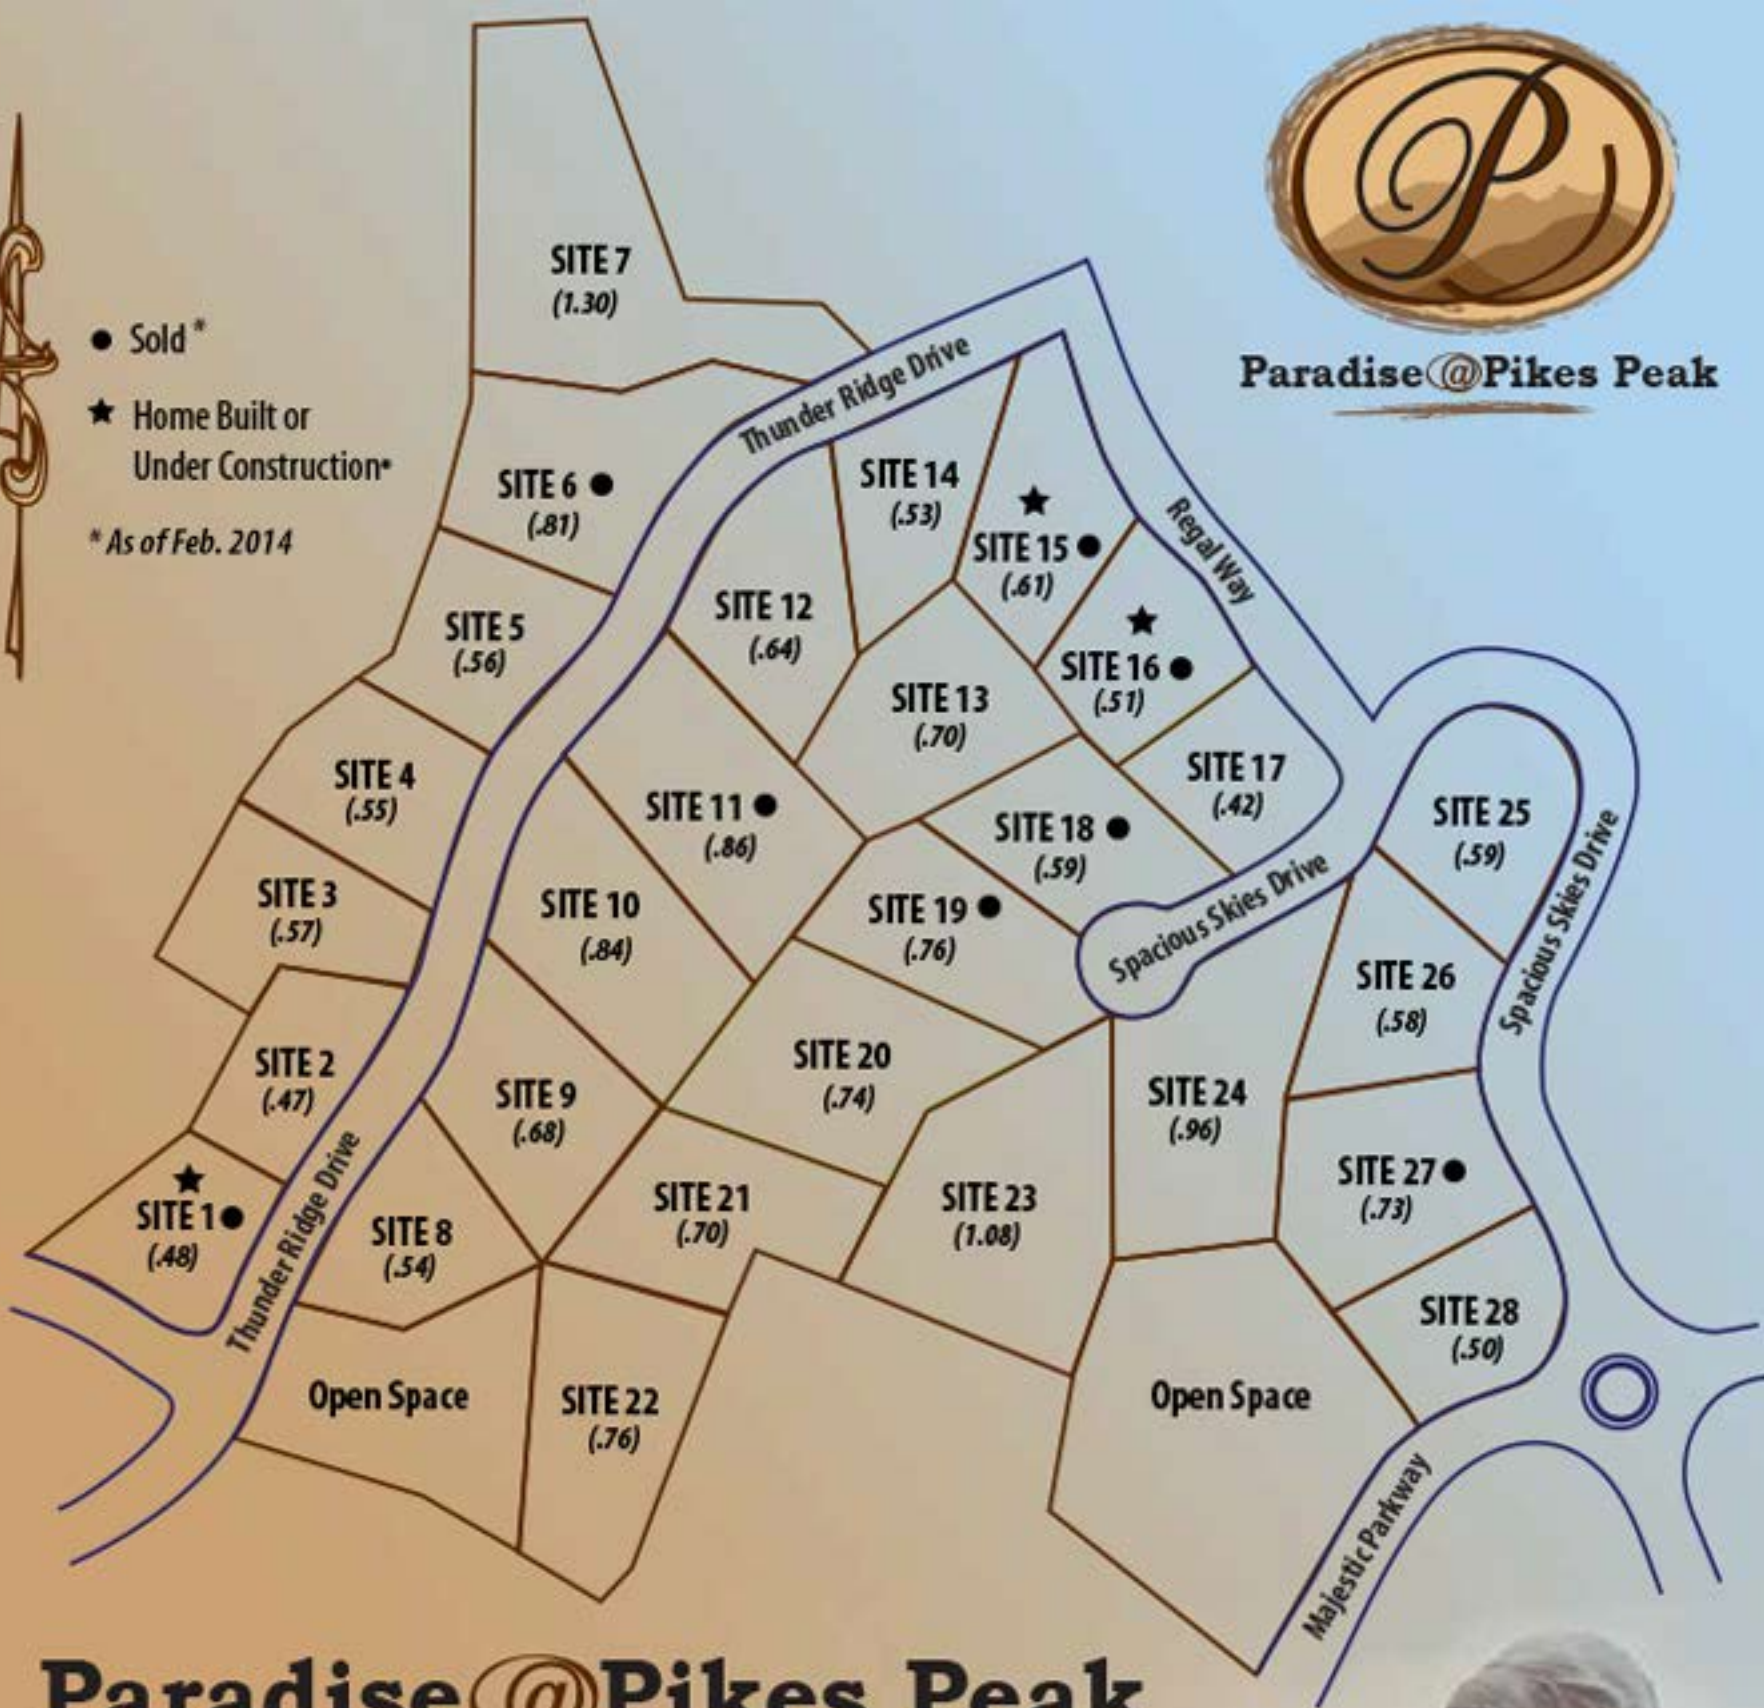 SITE 7
(1.30)
P
Paradise@Pikes Peak
● Sold *
★ Home Built or
Under Construction*
* As of Feb. 2014
Thunder Ridge Drive
SITE 6 ●
(.81)
SITE 14
(.53)
★
SITE 15 ●
(.61)
Regal Way
SITE 5
(.56)
SITE 12
(.64)
★
SITE 16 ●
(.51)
SITE 13
(.70)
SITE 4
(.55)
SITE 11 ●
(.86)
SITE 17
(.42)
SITE 18 ●
(.59)
SITE 25
(.59)
SITE 3
(.57)
SITE 10
(.84)
SITE 19 ●
(.76)
Spacious Skies Drive
Spacious Skies Drive
SITE 26
(.58)
SITE 2
(.47)
SITE 9
(.68)
SITE 20
(.74)
SITE 24
(.96)
★
SITE 1●
(.48)
Thunder Ridge Drive
SITE 8
(.54)
SITE 21
(.70)
SITE 23
(1.08)
SITE 27●
(.73)
SITE 28
(.50)
Open Space
SITE 22
(.76)
Open Space
Majestic Parkway
Paradise@Pikes Peak